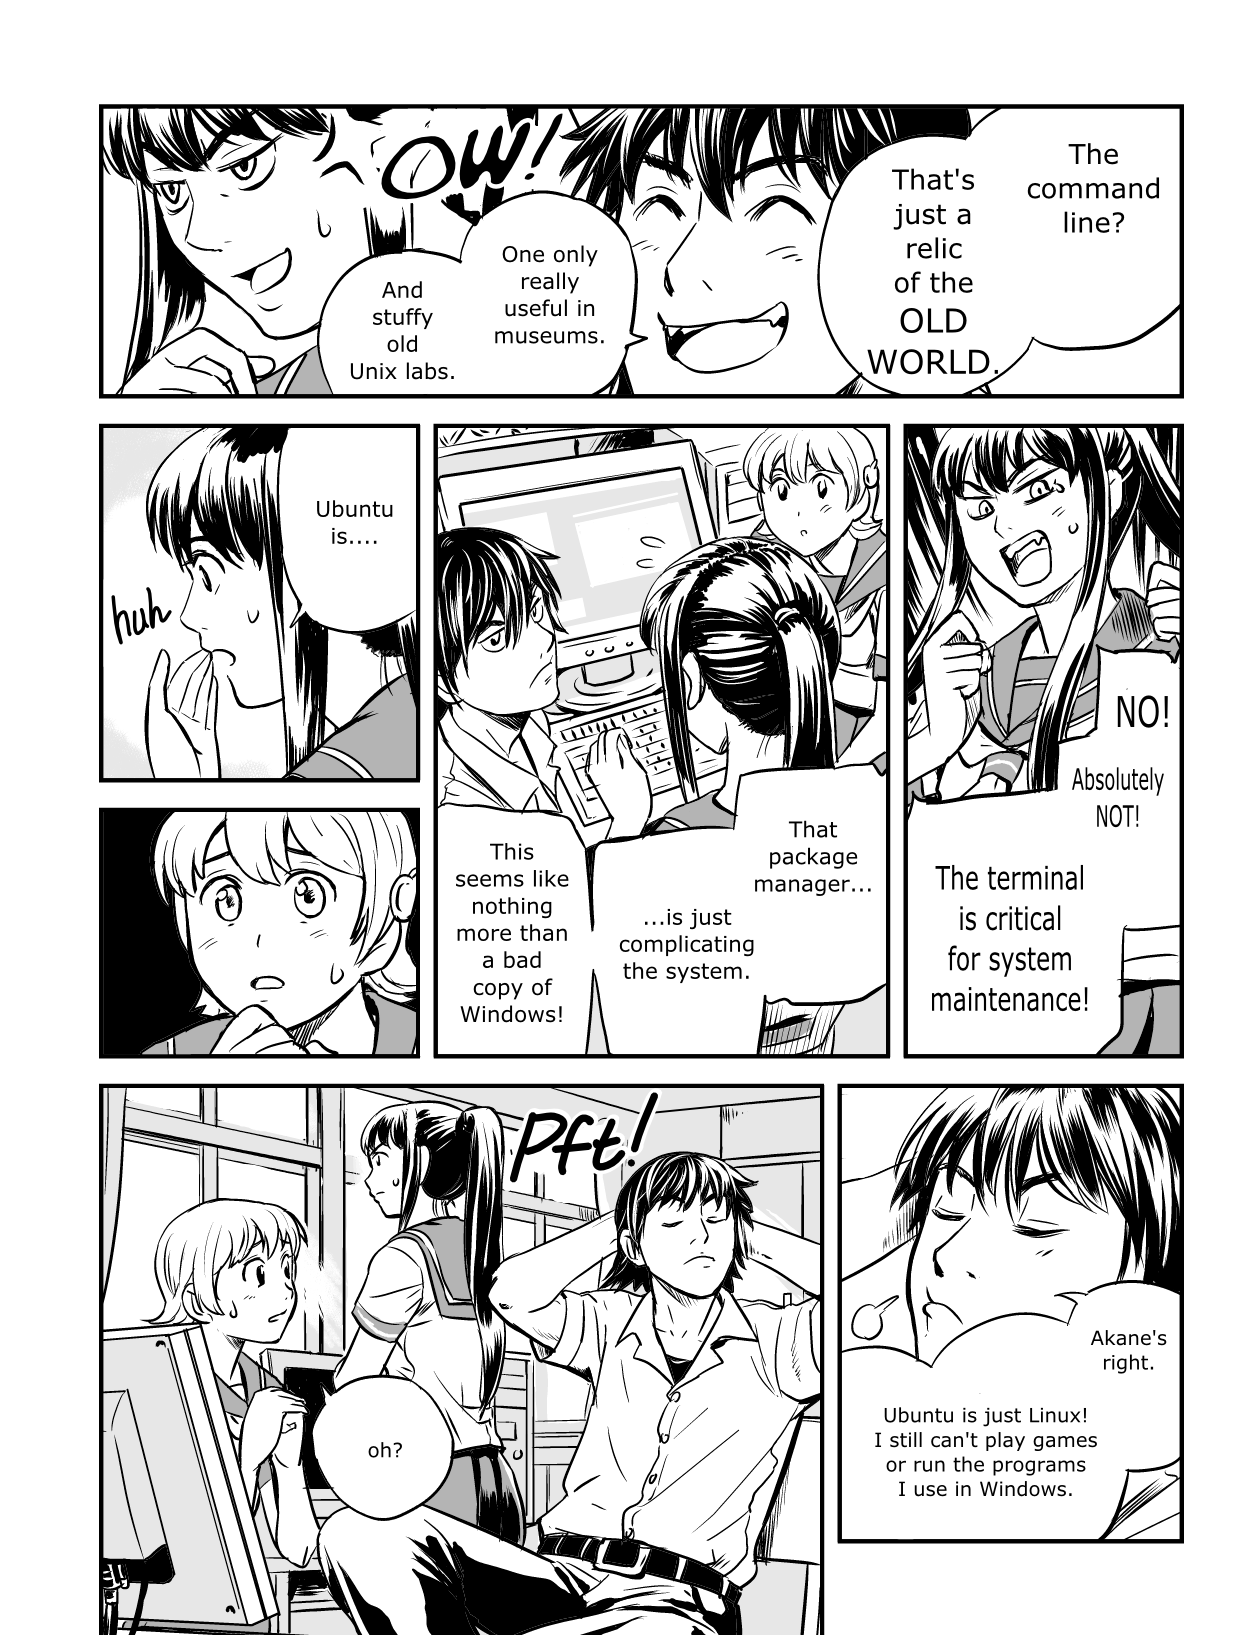 The
command
line?
That's
just a
relic
of the
OLD
WORLD.
One only
really
useful in
museums.
And
stuffy
old
Unix labs.
OW!
NO!
Absolutely
NOT!
The terminal
is critical
for system
maintenance!
That
package
manager...
...is just
complicating
the system.
This
seems like
nothing
more than
a bad
copy of
Windows!
Ubuntu
is....
huh
Akane's
right.
Ubuntu is just Linux!
I still can't play games
or run the programs
I use in Windows.
Pft!
oh?